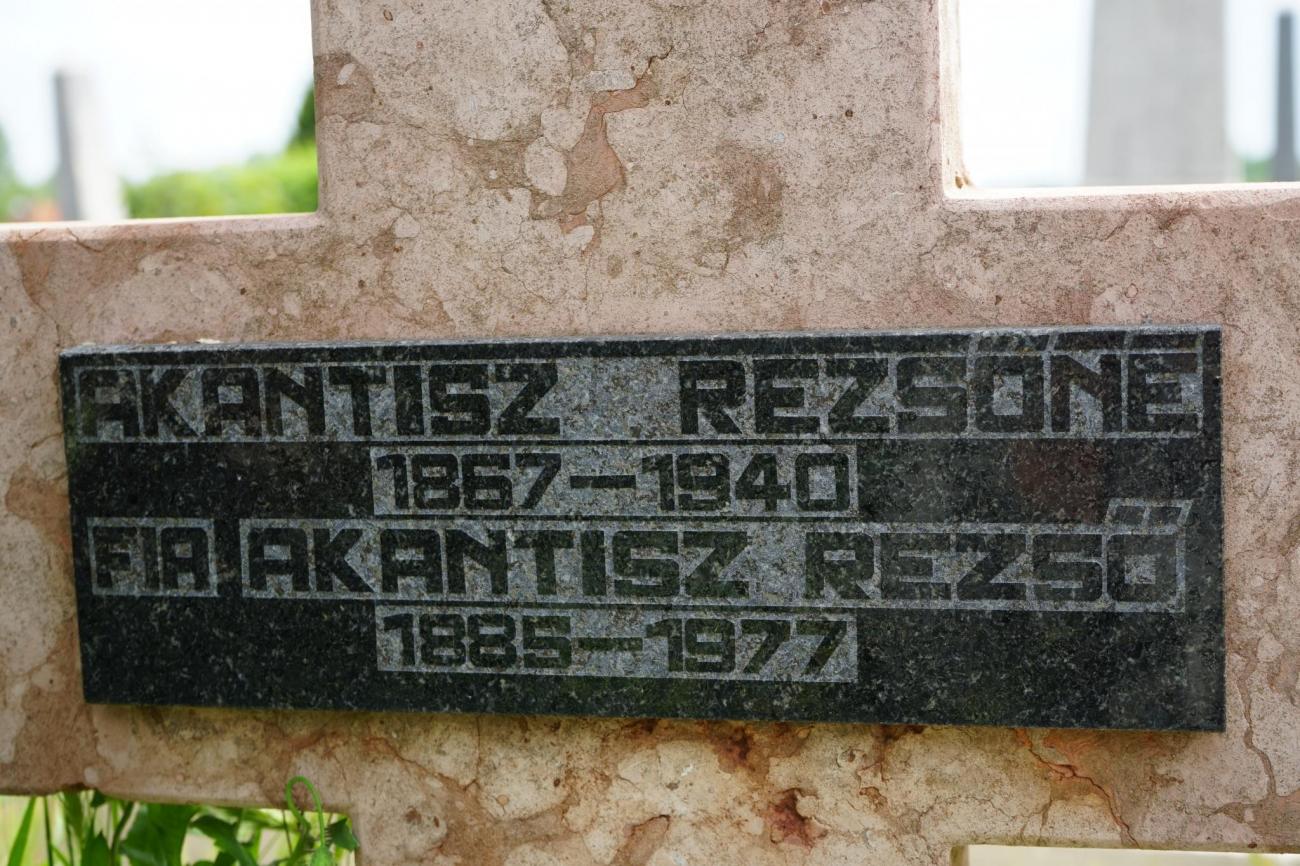 AKANTISZ REZSŐNÉ
1867-1940
FIA AKANTISZ REZSŐ
1885-1977